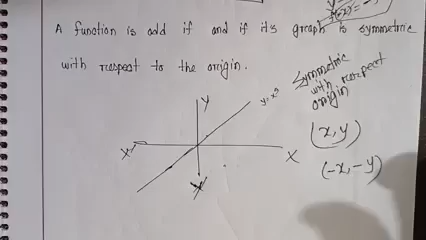 A function is odd if and if its graph is symmetric
with respect to the origin.
Symmetric
with respect
origin
y = x³
Y
X'
X
(x, y)
(-x, -y)